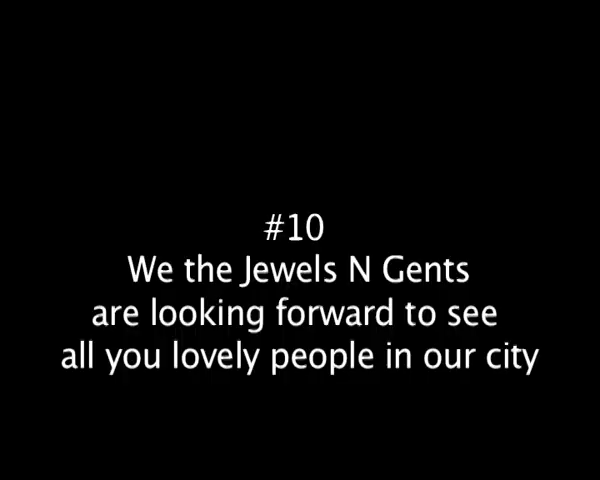 #10
We the Jewels N Gents
are looking forward to see
all you lovely people in our city